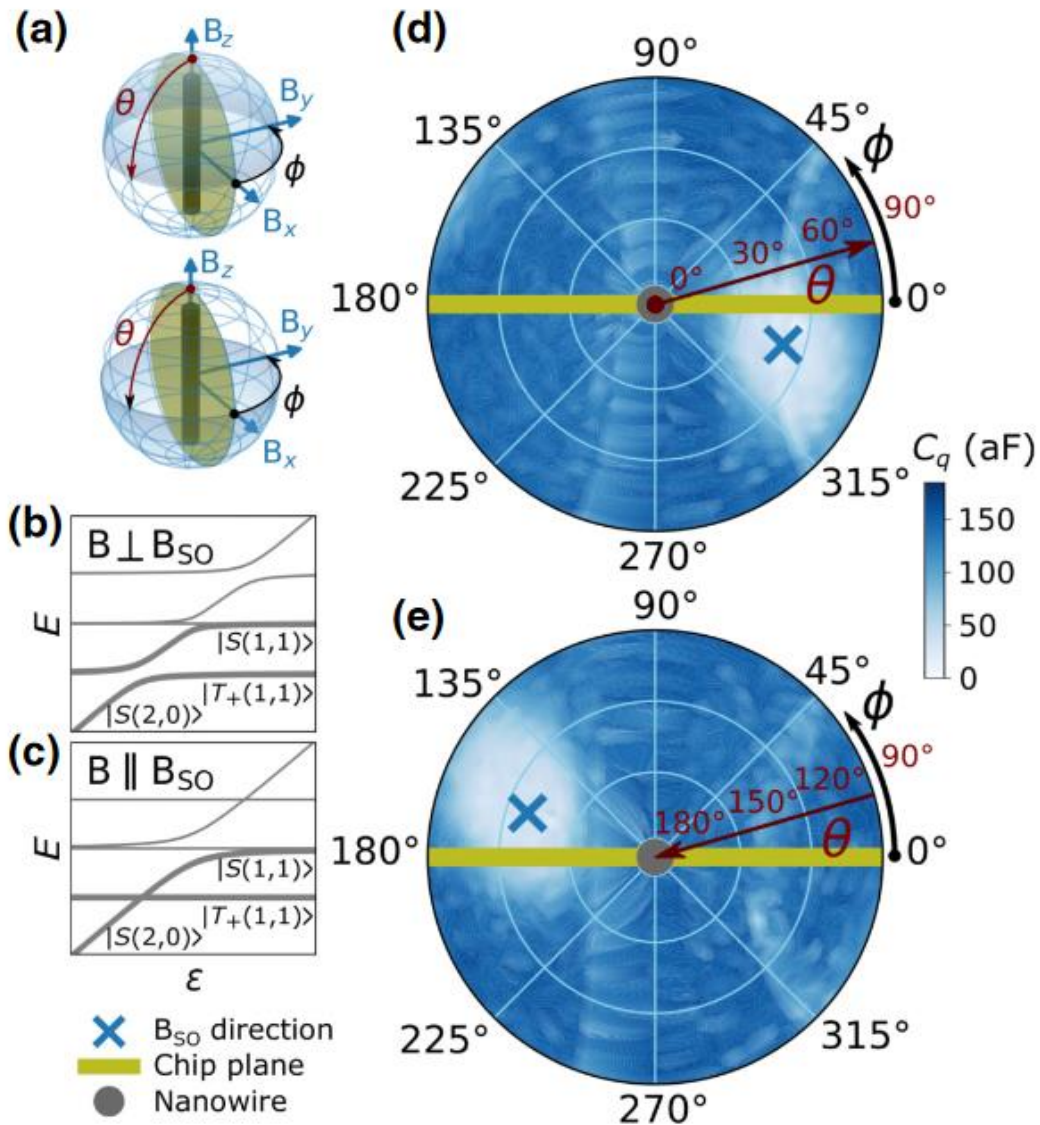 (a)
B_z
B_y
θ
ϕ
B_x
B_z
B_y
θ
ϕ
B_x
(b)
B ⊥ B_SO
E
|S(1,1)⟩
|T_+(1,1)⟩
|S(2,0)⟩
(c)
B ∥ B_SO
E
|S(1,1)⟩
|T_+(1,1)⟩
|S(2,0)⟩
ε
B_SO direction
Chip plane
Nanowire
(d)
90°
135°
45°
ϕ
90°
60°
30°
0°
θ
180°
0°
225°
315°
270°
C_q (aF)
150
100
50
0
(e)
90°
135°
45°
ϕ
90°
120°
150°
180°
θ
180°
0°
225°
315°
270°